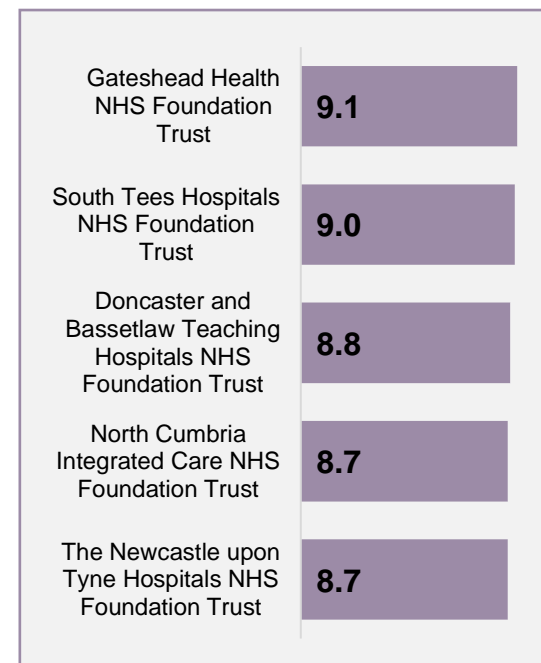 Gateshead Health
NHS Foundation
Trust
9.1
South Tees Hospitals
NHS Foundation
Trust
9.0
Doncaster and
Bassetlaw Teaching
Hospitals NHS
Foundation Trust
8.8
North Cumbria
Integrated Care NHS
Foundation Trust
8.7
The Newcastle upon
Tyne Hospitals NHS
Foundation Trust
8.7